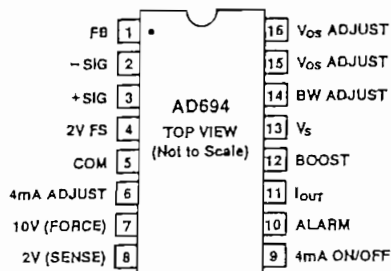 FB 1
−SIG 2
+SIG 3
2V FS 4
COM 5
4mA ADJUST 6
10V (FORCE) 7
2V (SENSE) 8
AD694
TOP VIEW
(Not to Scale)
16 VOS ADJUST
15 VOS ADJUST
14 BW ADJUST
13 VS
12 BOOST
11 IOUT
10 ALARM
9 4mA ON/OFF